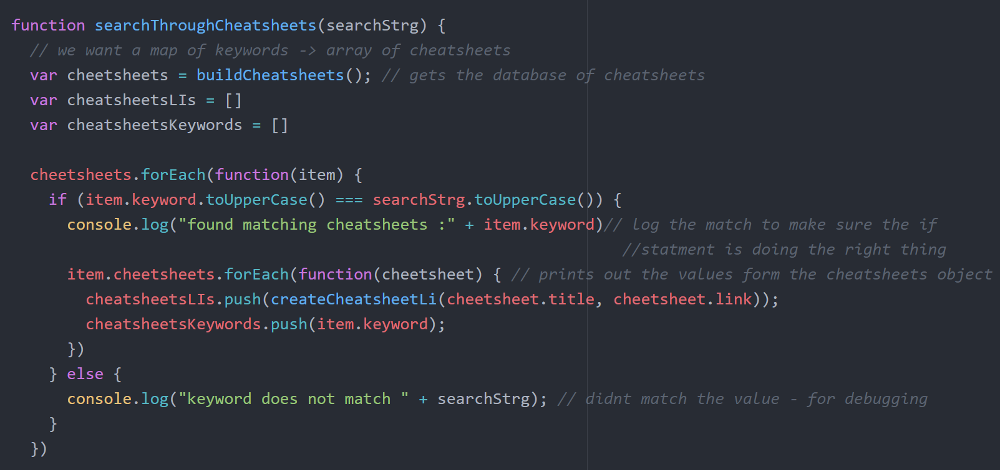 function searchThroughCheatsheets(searchStrg) {
  // we want a map of keywords -> array of cheatsheets
  var cheetsheets = buildCheatsheets(); // gets the database of cheatsheets
  var cheatsheetsLIs = []
  var cheatsheetsKeywords = []

  cheetsheets.forEach(function(item) {
    if (item.keyword.toUpperCase() === searchStrg.toUpperCase()) {
      console.log("found matching cheatsheets :" + item.keyword)// log the match to make sure the if
                                                                  //statment is doing the right thing
      item.cheetsheets.forEach(function(cheetsheet) { // prints out the values form the cheatsheets object
        cheatsheetsLIs.push(createCheatsheetLi(cheetsheet.title, cheetsheet.link));
        cheatsheetsKeywords.push(item.keyword);
      })
    } else {
      console.log("keyword does not match " + searchStrg); // didnt match the value - for debugging
    }
  })